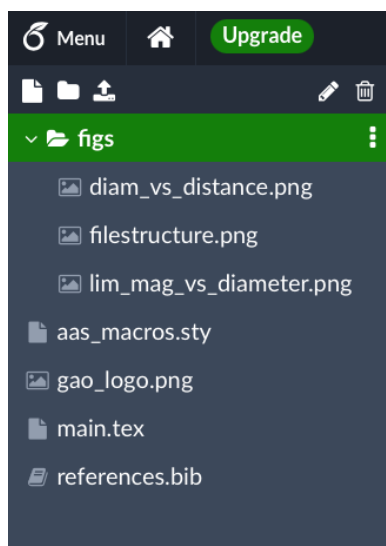 Menu Upgrade
figs
diam_vs_distance.png
filestructure.png
lim_mag_vs_diameter.png
aas_macros.sty
gao_logo.png
main.tex
references.bib